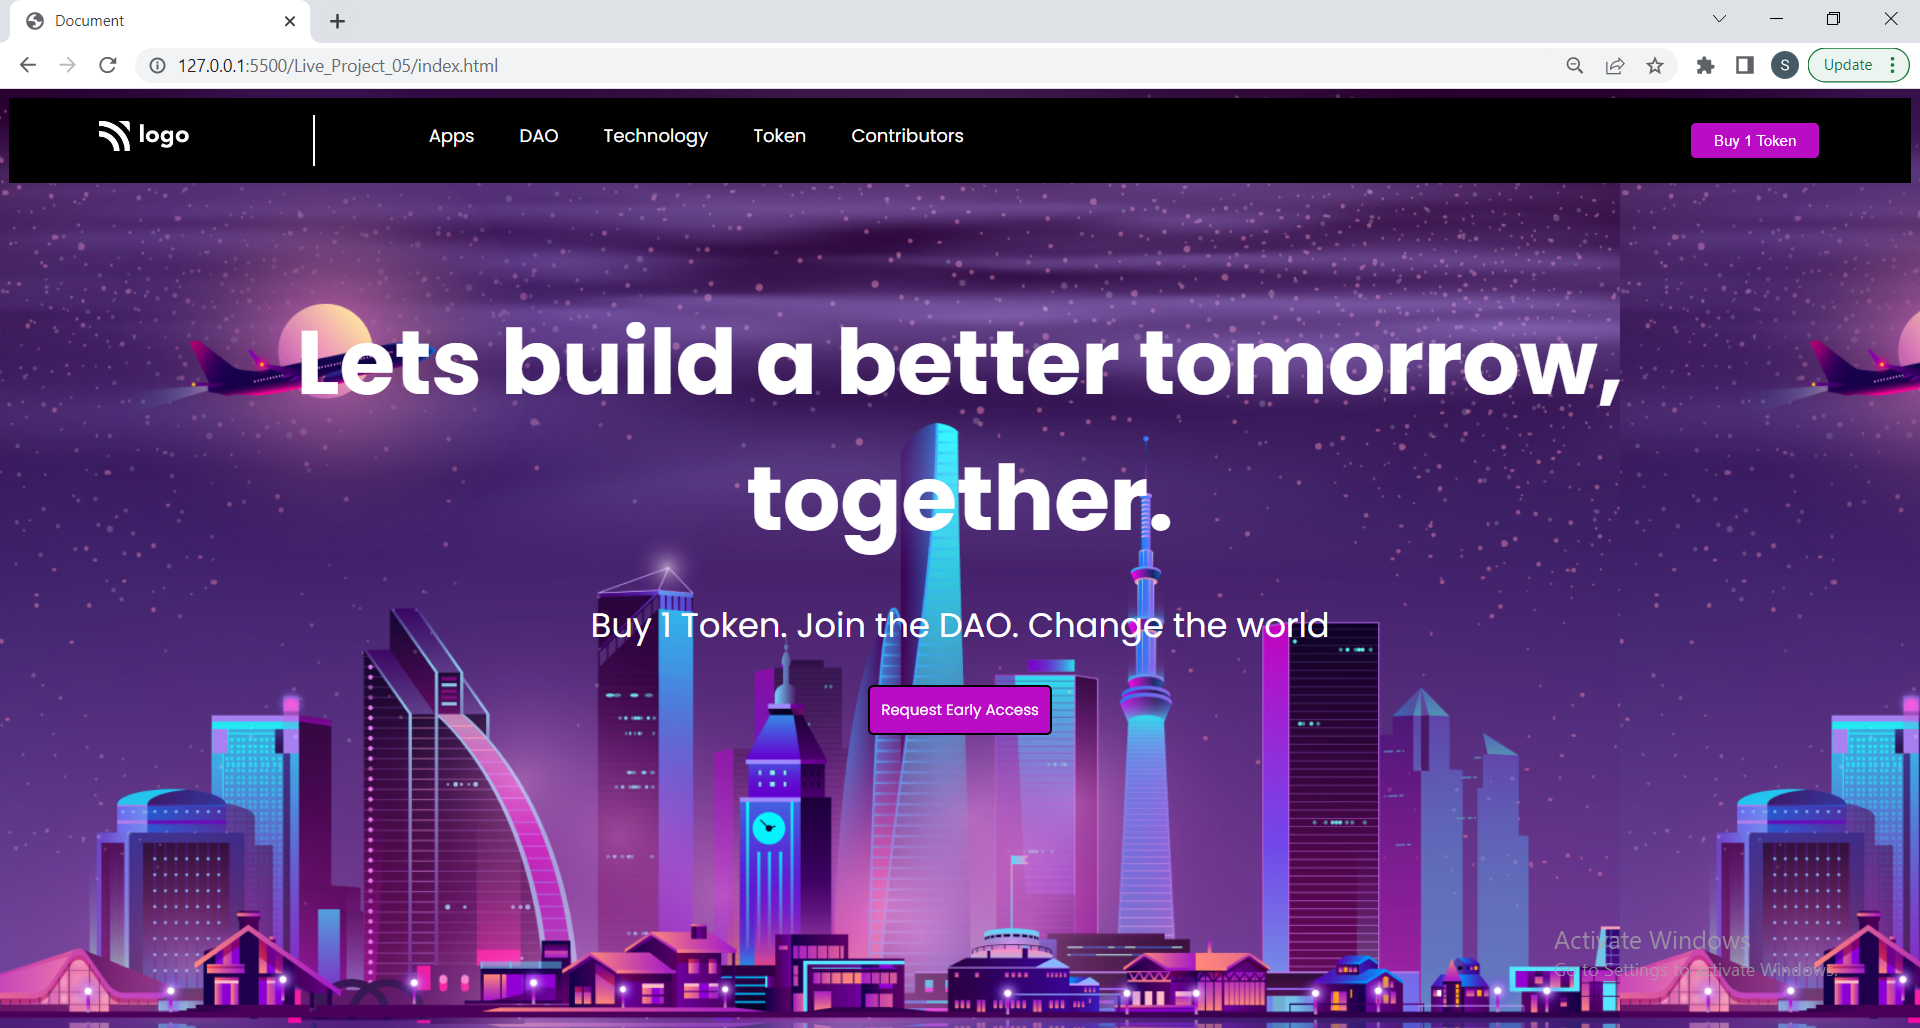 Document
127.0.0.1:5500/Live_Project_05/index.html
S
Update
logo
Apps
DAO
Technology
Token
Contributors
Buy 1 Token
Lets build a better tomorrow,
together.
Buy 1 Token. Join the DAO. Change the world
Request Early Access
Activate Windows
Go to Settings to activate Windows.